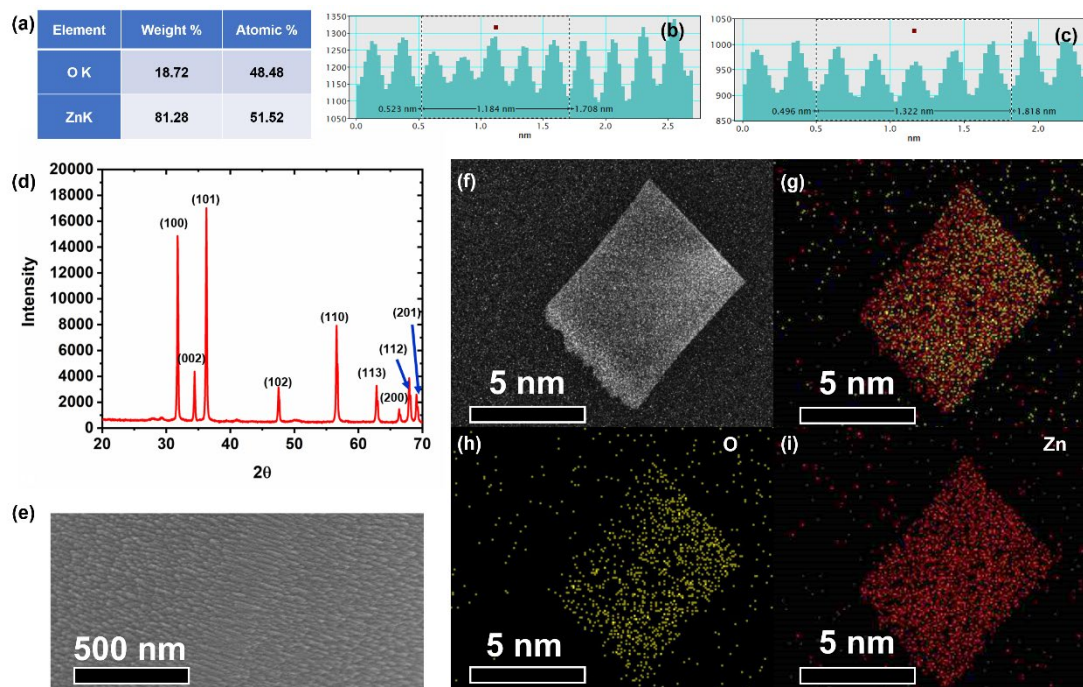 (a)
Element Weight % Atomic %
O K 18.72 48.48
ZnK 81.28 51.52
(b)
1350
1300
1250
1200
1150
1100
1050
0.523 nm 1.184 nm 1.708 nm
0.0 0.5 1.0 1.5 2.0 2.5
nm
(c)
1050
1000
950
900
850
0.496 nm 1.322 nm 1.818 nm
0.0 0.5 1.0 1.5 2.0
nm
(d)
20000
18000
16000
14000
12000
10000
8000
6000
4000
2000
0
Intensity
(100)
(002)
(101)
(102)
(110)
(113)
(200)
(112)
(201)
20 30 40 50 60 70
2θ
(e)
500 nm
(f)
5 nm
(g)
5 nm
(h)
O
5 nm
(i)
Zn
5 nm